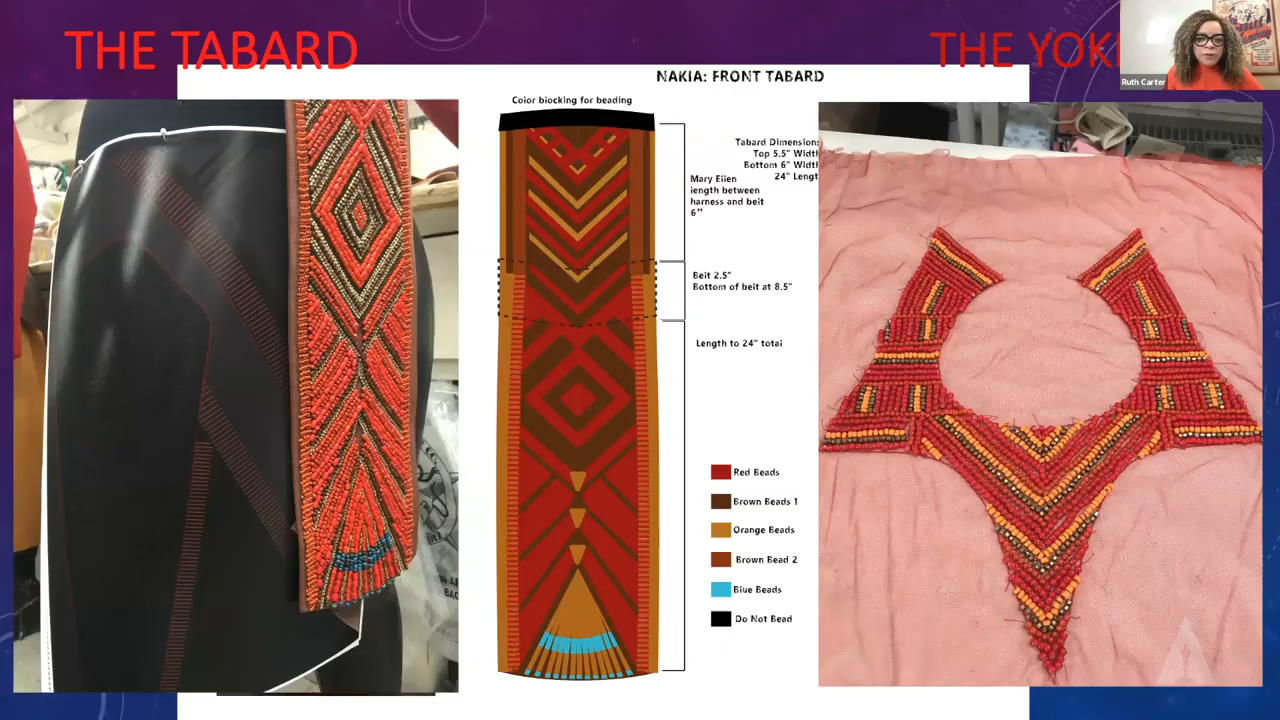 THE TABARD
THE YOK
Ruth Carter
NAKIA: FRONT TABARD
Color blocking for beading
Tabard Dimensions
Top 5.5" Width
Bottom 6" Width
24" Lengt
Mary Ellen
length between
harness and belt
6"
Belt 2.5"
Bottom of belt at 8.5"
Length to 24" total
Red Beads
Brown Beads 1
Orange Beads
Brown Bead 2
Blue Beads
Do Not Bead